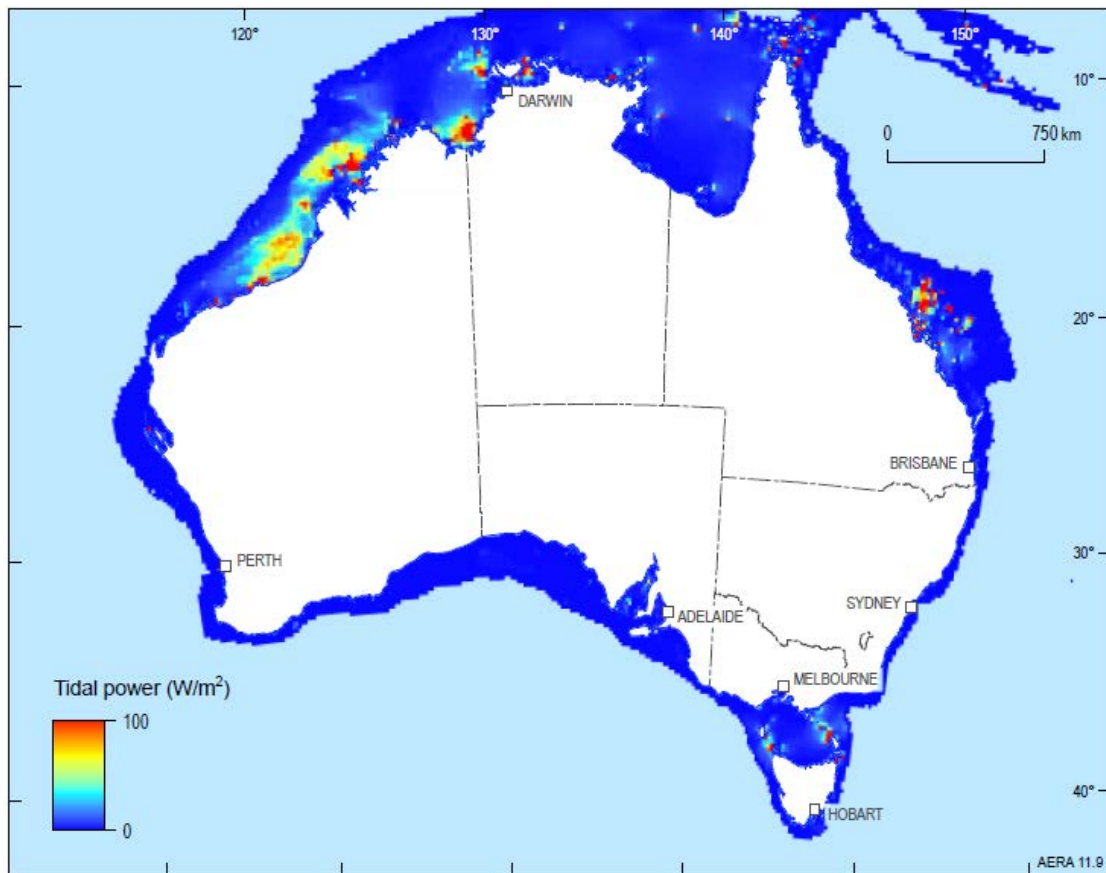 120°
130°
140°
150°
10°
DARWIN
0
750 km
20°
BRISBANE
30°
PERTH
SYDNEY
ADELAIDE
MELBOURNE
Tidal power (W/m²)
100
0
40°
HOBART
AERA 11.9